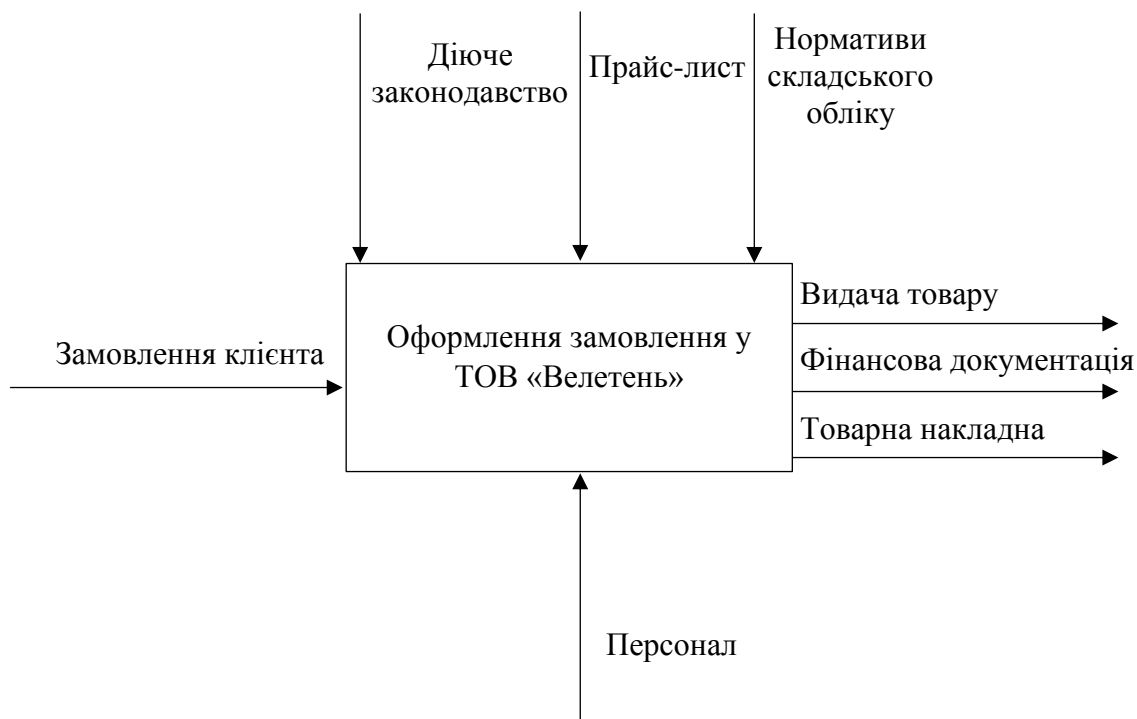 Діюче
законодавство
Прайс-лист
Нормативи
складського
обліку
Замовлення клієнта
Оформлення замовлення у
ТОВ «Велетень»
Видача товару
Фінансова документація
Товарна накладна
Персонал